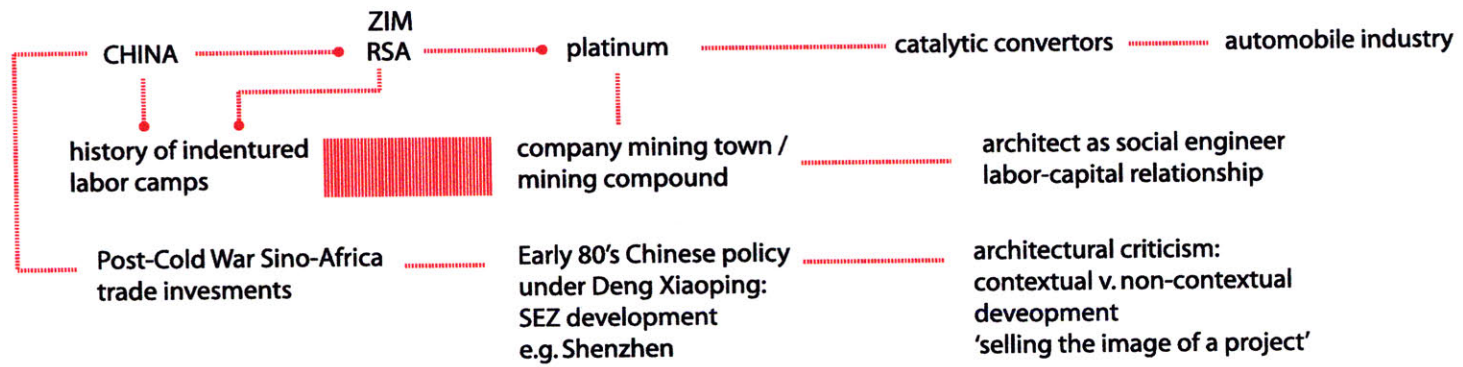 CHINA
ZIM
RSA
platinum
catalytic convertors
automobile industry
history of indentured
labor camps
company mining town /
mining compound
architect as social engineer
labor-capital relationship
Post-Cold War Sino-Africa
trade invesments
Early 80's Chinese policy
under Deng Xiaoping:
SEZ development
e.g. Shenzhen
architectural criticism:
contextual v. non-contextual
deveopment
'selling the image of a project'